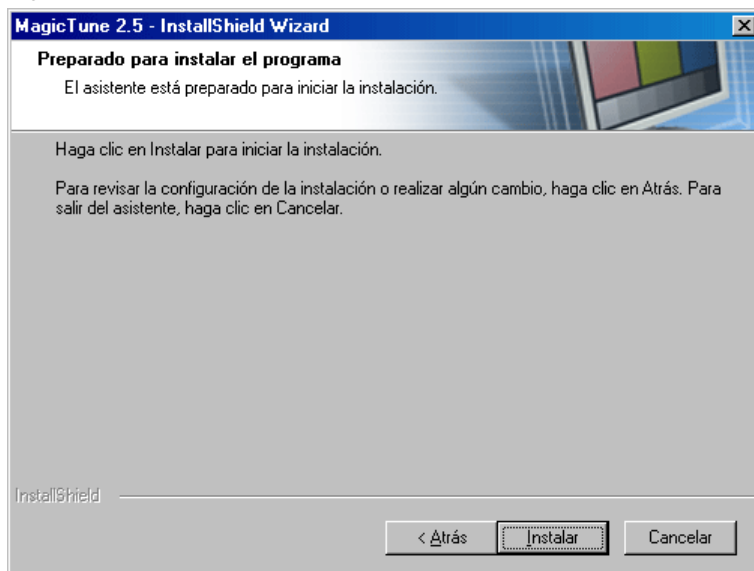 MagicTune 2.5 - InstallShield Wizard
Preparado para instalar el programa
El asistente está preparado para iniciar la instalación.
Haga clic en Instalar para iniciar la instalación.
Para revisar la configuración de la instalación o realizar algún cambio, haga clic en Atrás. Para
salir del asistente, haga clic en Cancelar.
InstallShield
< Atrás Instalar Cancelar